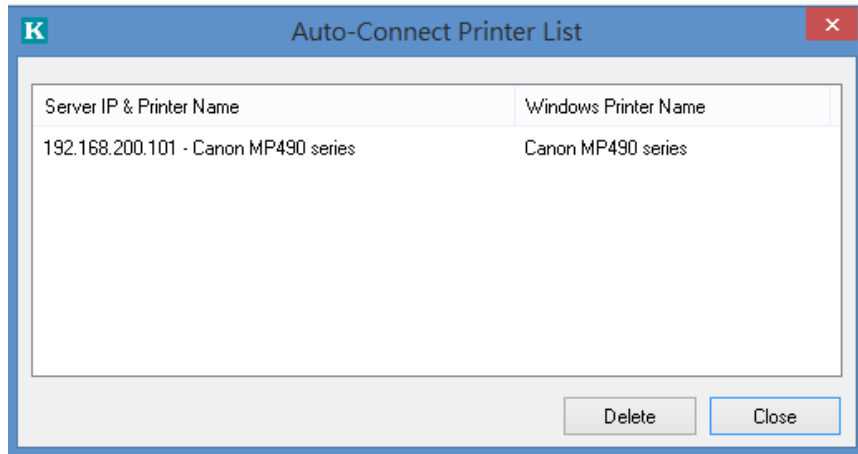 K Auto-Connect Printer List
Server IP & Printer Name Windows Printer Name
192.168.200.101 - Canon MP490 series Canon MP490 series
Delete Close